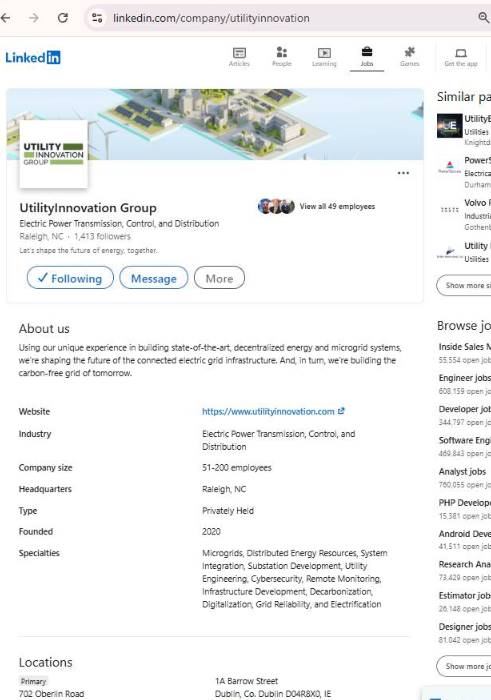 linkedin.com/company/utilityinnovation
Linked in
Articles People Learning Jobs Games Get the app
UTILITY
INNOVATION
GROUP
UtilityInnovation Group
View all 49 employees
Electric Power Transmission, Control, and Distribution
Raleigh, NC · 1,413 followers
Let's shape the future of energy, together.
Following Message More
About us
Using our unique experience in building state-of-the-art, decentralized energy and microgrid systems,
we're shaping the future of the connected electric grid infrastructure. And, in turn, we're building the
carbon-free grid of tomorrow.
Website https://www.utilityinnovation.com
Industry Electric Power Transmission, Control, and
Distribution
Company size 51-200 employees
Headquarters Raleigh, NC
Type Privately Held
Founded 2020
Specialties Microgrids, Distributed Energy Resources, System
Integration, Substation Development, Utility
Engineering, Cybersecurity, Remote Monitoring,
Infrastructure Development, Decarbonization,
Digitalization, Grid Reliability, and Electrification
Locations
Primary
702 Oberlin Road
1A Barrow Street
Dublin, Co. Dublin D04R8X0, IE
Similar pa
UtilityE
Utilities
Knightd
PowerS
Electrica
Durham
Volvo P
Industri
Gothenb
Utility
Utilities
Show more si
Browse jo
Inside Sales M
55,554 open job
Engineer jobs
608,159 open jo
Developer job
344,797 open jo
Software Engi
469,843 open jo
Analyst jobs
760,055 open jo
PHP Develope
15,381 open job
Android Deve
41,511 open job
Research Ana
73,429 open job
Estimator jobs
26,148 open job
Designer jobs
81,042 open job
Show more jo